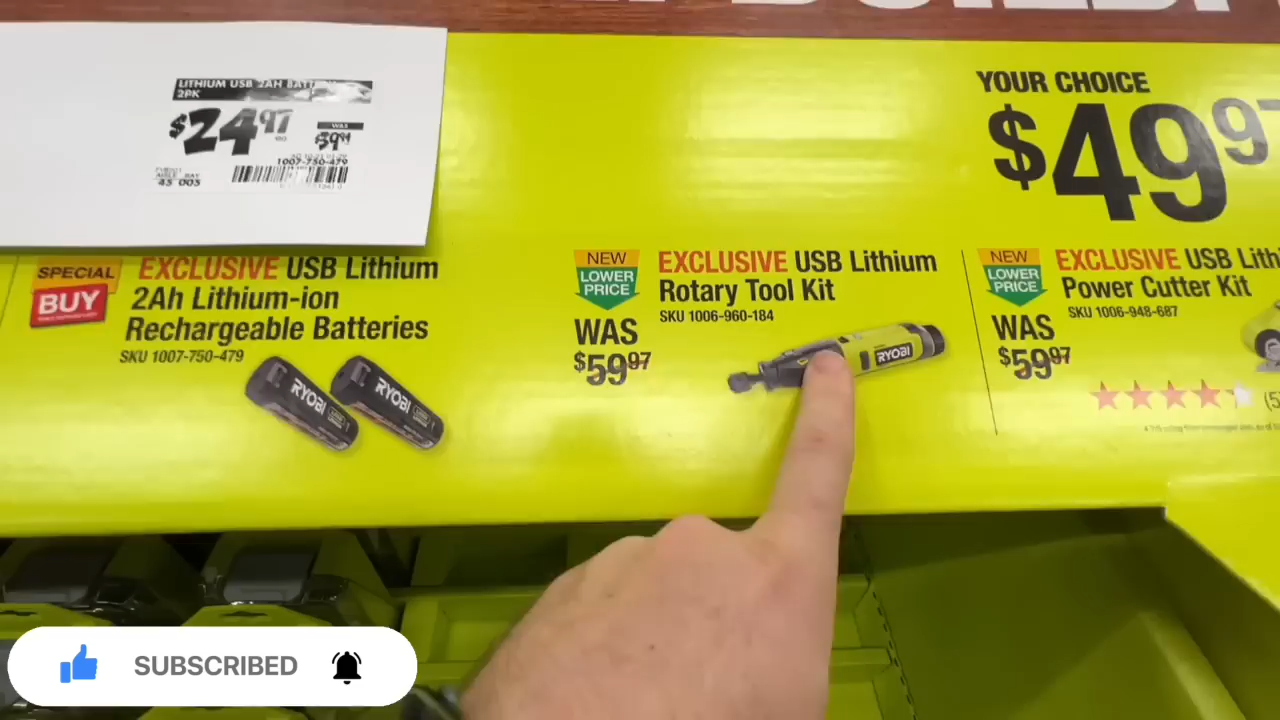 LITHIUM USB 2AH BATT
2PK
$24 97
WAS
1007-750-479
45 003
YOUR CHOICE
$49 97
SPECIAL
BUY
EXCLUSIVE USB Lithium
2Ah Lithium-ion
Rechargeable Batteries
SKU 1007-750-479
RYOBI
RYOBI
NEW
LOWER
PRICE
WAS
$59 97
EXCLUSIVE USB Lithium
Rotary Tool Kit
SKU 1006-960-184
RYOBI
NEW
LOWER
PRICE
WAS
$59 97
EXCLUSIVE USB Lith
Power Cutter Kit
SKU 1006-948-687
SUBSCRIBED